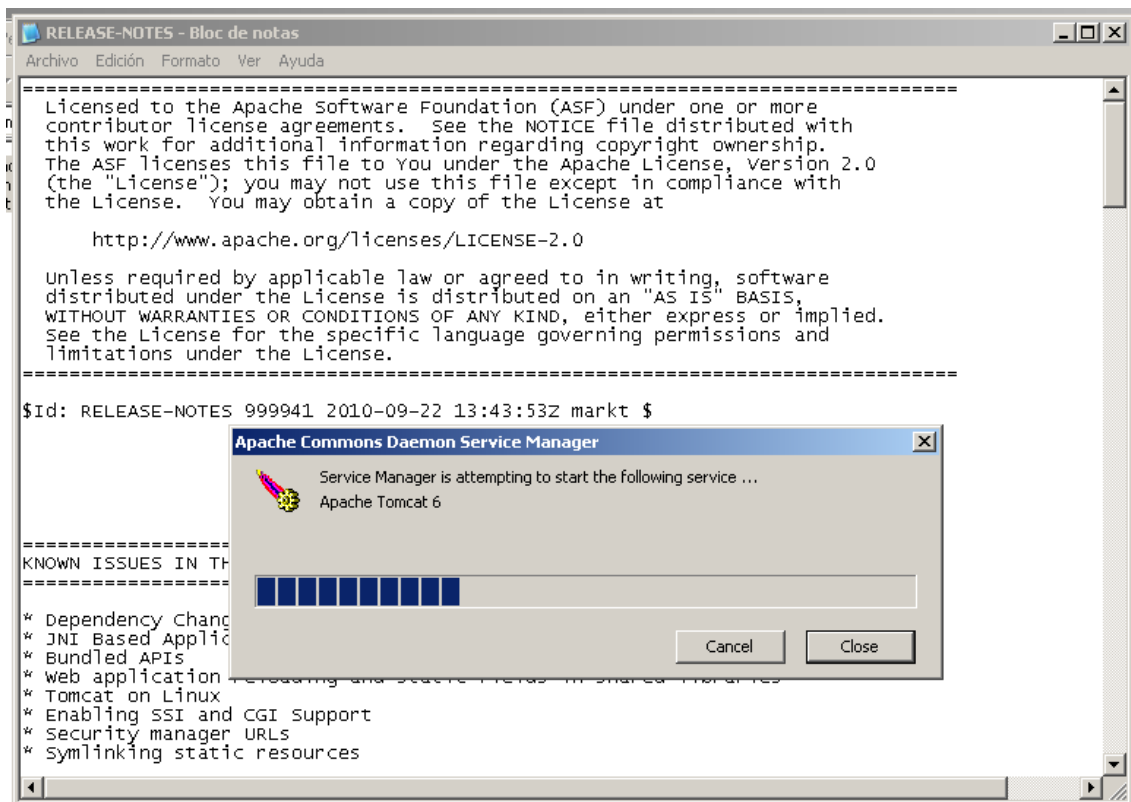 RELEASE-NOTES - Bloc de notas
Archivo Edición Formato Ver Ayuda
==============================================================================
Licensed to the Apache Software Foundation (ASF) under one or more
contributor license agreements. See the NOTICE file distributed with
this work for additional information regarding copyright ownership.
The ASF licenses this file to You under the Apache License, Version 2.0
(the "License"); you may not use this file except in compliance with
the License. You may obtain a copy of the License at
http://www.apache.org/licenses/LICENSE-2.0
Unless required by applicable law or agreed to in writing, software
distributed under the License is distributed on an "AS IS" BASIS,
WITHOUT WARRANTIES OR CONDITIONS OF ANY KIND, either express or implied.
See the License for the specific language governing permissions and
limitations under the License.
==============================================================================
$Id: RELEASE-NOTES 999941 2010-09-22 13:43:53Z markt $
Apache Commons Daemon Service Manager
Service Manager is attempting to start the following service ...
Apache Tomcat 6
Cancel Close
KNOWN ISSUES IN
* Dependency
* JNI Based
* Bundled APIs
* Web application reloading and static fields in shared libraries
* Tomcat on Linux
* Enabling SSI and CGI Support
* Security manager URLs
* Symlinking static resources